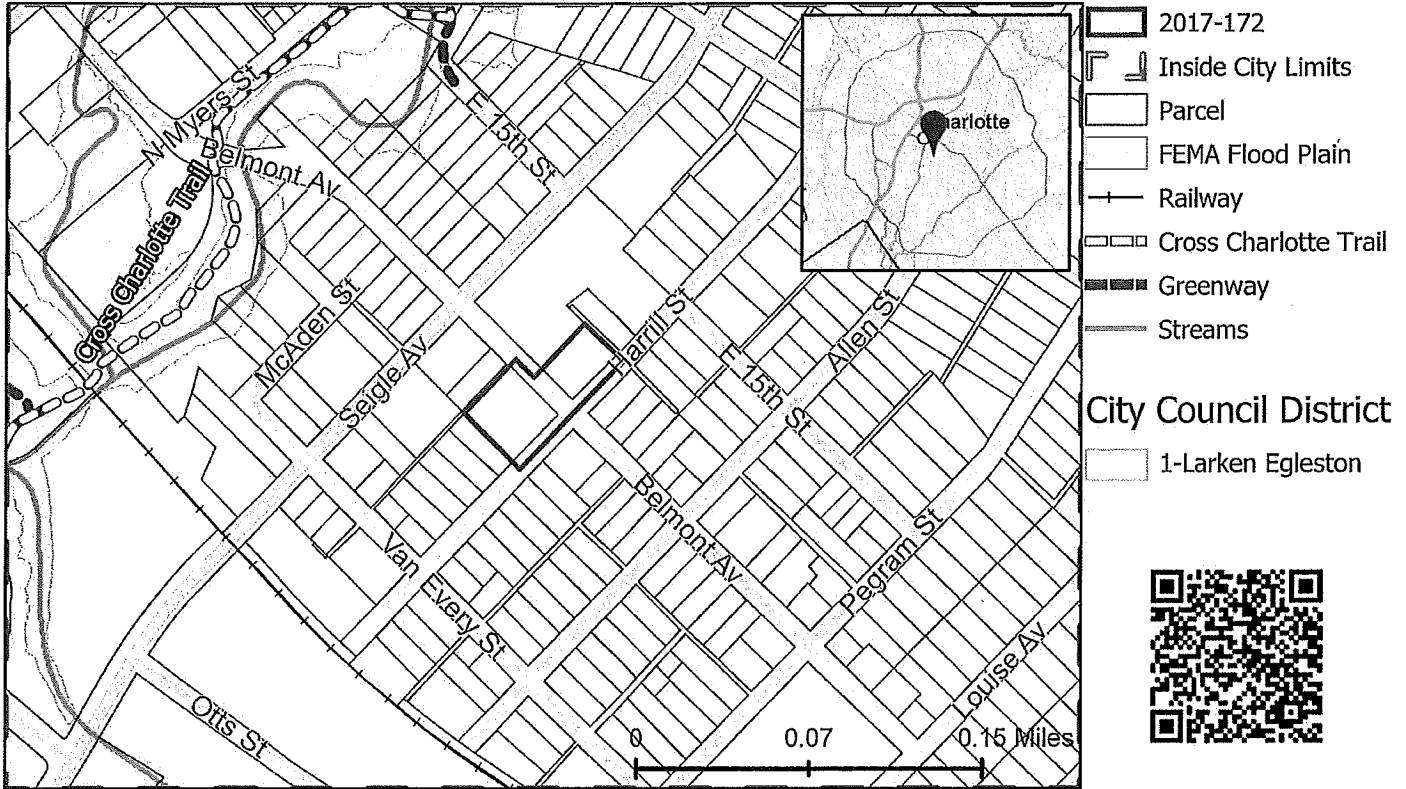 N Myers St
Belmont Av
E 15th St
Cross Charlotte Trail
McAden St
Seigle Av
Harrill St
E 15th St
Allen St
Belmont Av
Pegram St
Van Every St
Louise Av
Otts St
0 0.07 0.15 Miles
harlotte
2017-172
Inside City Limits
Parcel
FEMA Flood Plain
Railway
Cross Charlotte Trail
Greenway
Streams
City Council District
1-Larken Egleston